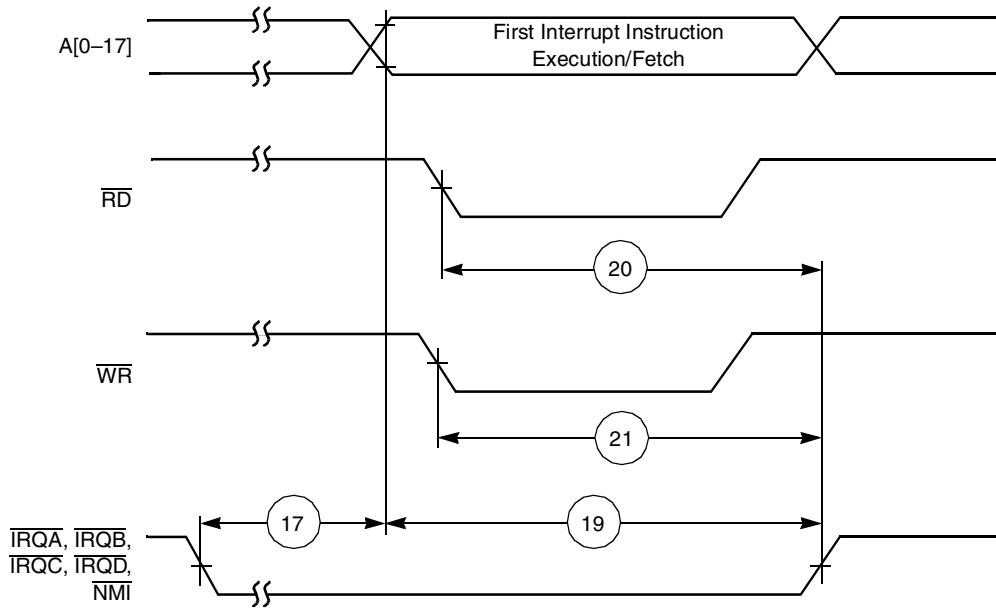 A[0–17]
First Interrupt Instruction
Execution/Fetch
RD
20
WR
21
17
19
IRQA, IRQB,
IRQC, IRQD,
NMI